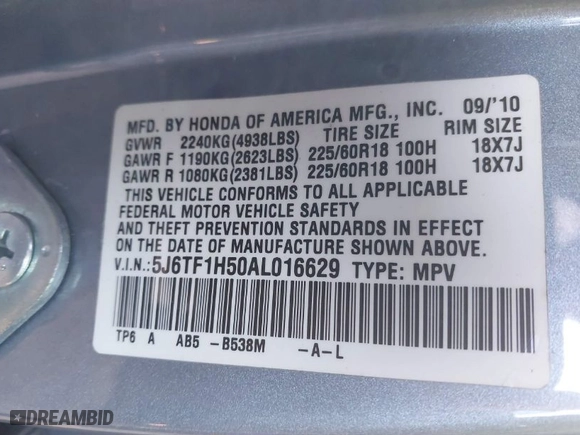 MFD. BY HONDA OF AMERICA MFG., INC. 09/'10
GVWR 2240KG(4938LBS) TIRE SIZE RIM SIZE
GAWR F 1190KG(2623LBS) 225/60R18 100H 18X7J
GAWR R 1080KG(2381LBS) 225/60R18 100H 18X7J
THIS VEHICLE CONFORMS TO ALL APPLICABLE
FEDERAL MOTOR VEHICLE SAFETY
AND THEFT PREVENTION STANDARDS IN EFFECT
ON THE DATE OF MANUFACTURE SHOWN ABOVE.
V.I.N.:5J6TF1H50AL016629 TYPE: MPV
TP6 A AB5 -B538M -A-L
DREAMBID